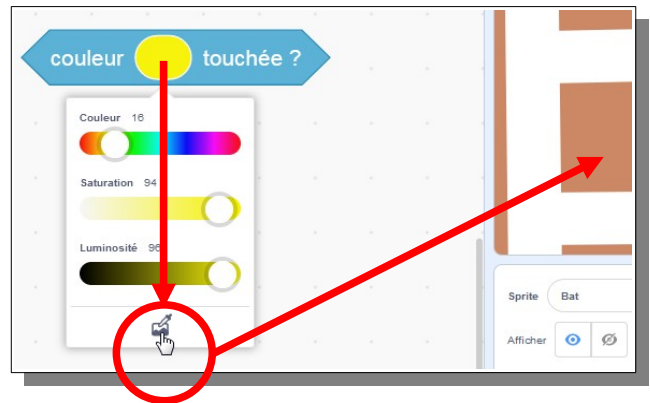 couleur touchée ?
Couleur 16
Saturation 94
Luminosité 96
Sprite Bat
Afficher